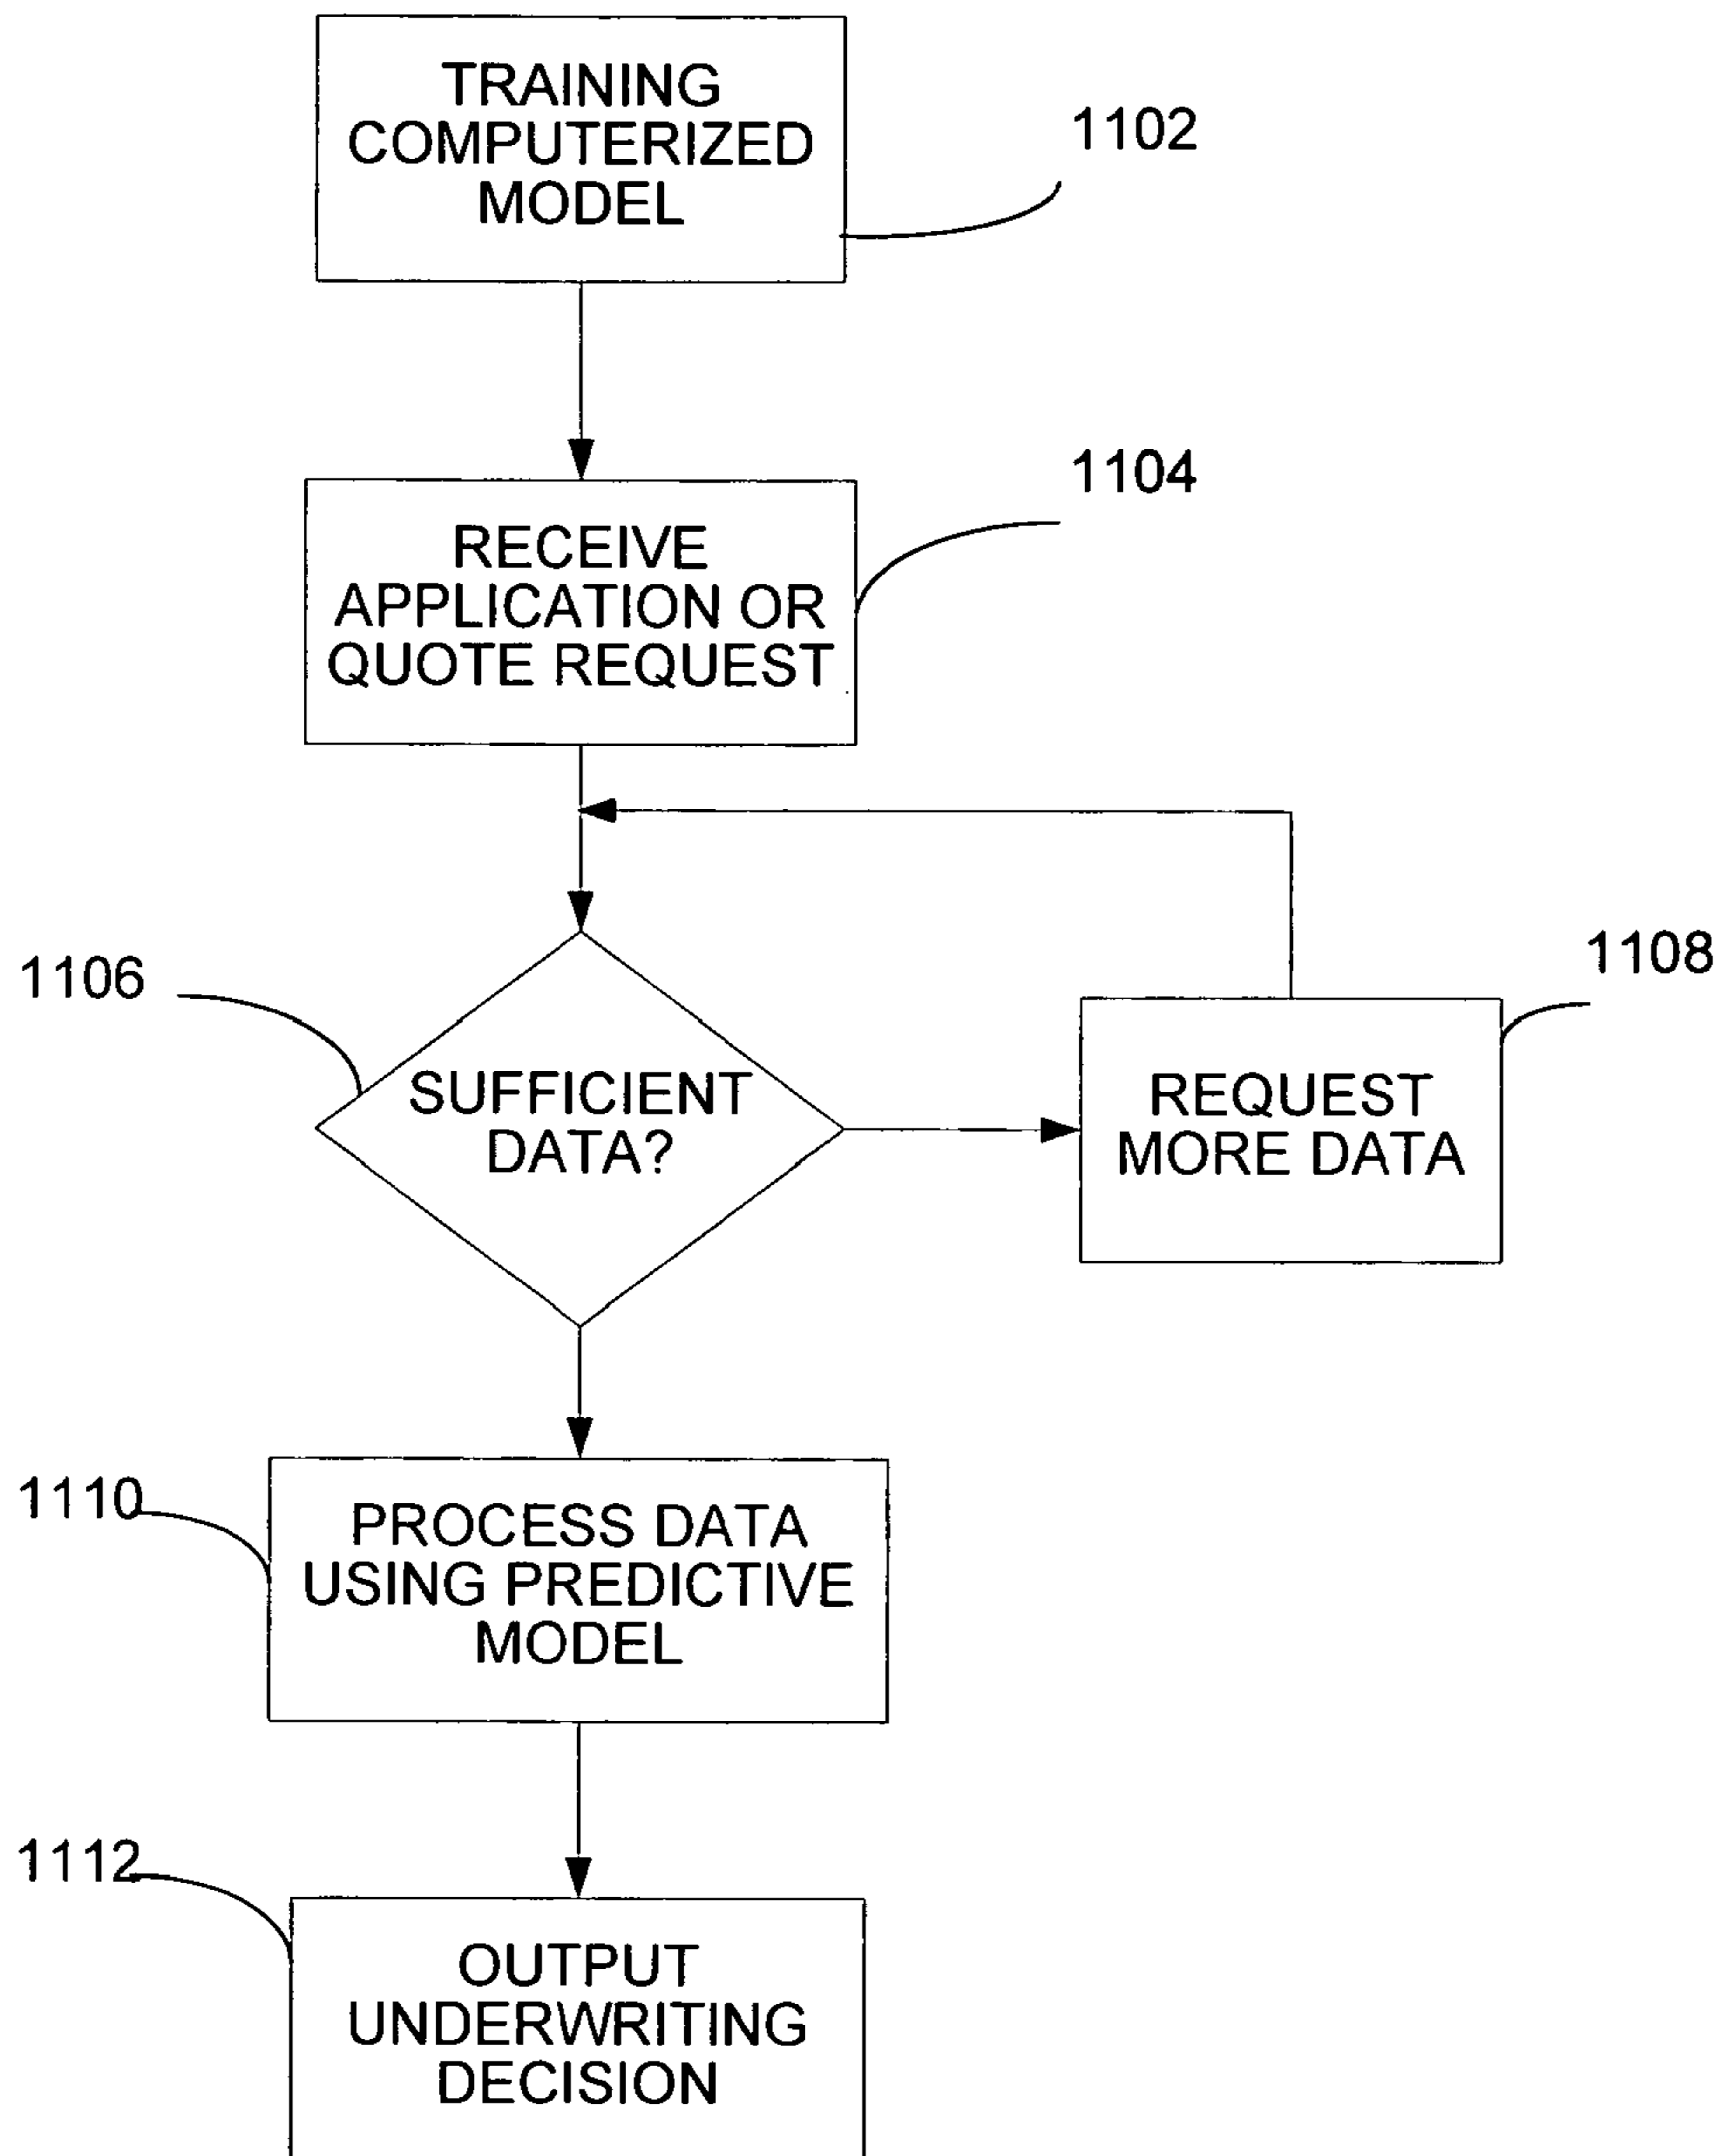 TRAINING
COMPUTERIZED
MODEL
1102
1104
RECEIVE
APPLICATION OR
QUOTE REQUEST
1106
1108
SUFFICIENT
DATA?
REQUEST
MORE DATA
1110
PROCESS DATA
USING PREDICTIVE
MODEL
1112
OUTPUT
UNDERWRITING
DECISION